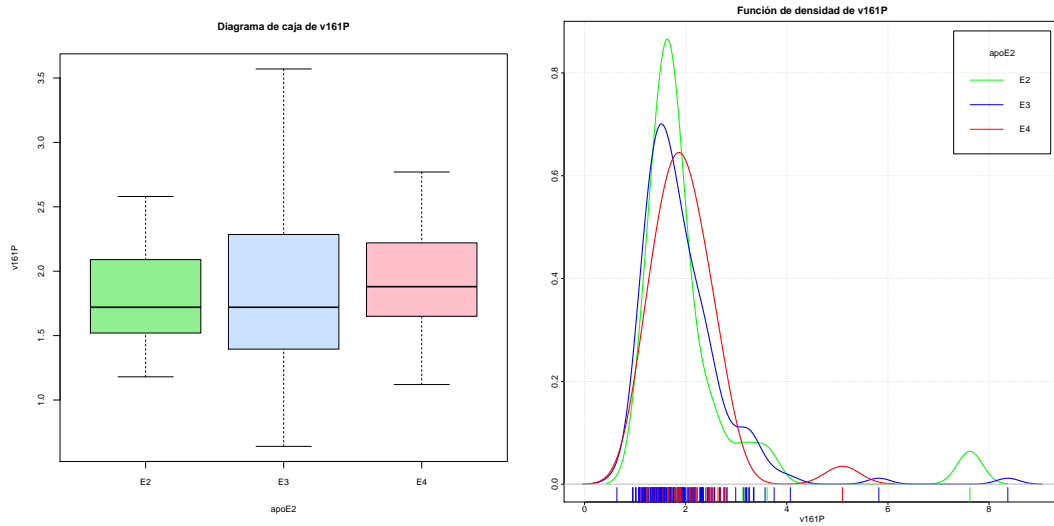 Diagrama de caja de v161P
v161P
3.5
3.0
2.5
2.0
1.5
1.0
E2 E3 E4
apoE2
Función de densidad de v161P
apoE2
E2
E3
E4
0.8
0.6
0.4
0.2
0.0
0 2 4 6 8
v161P